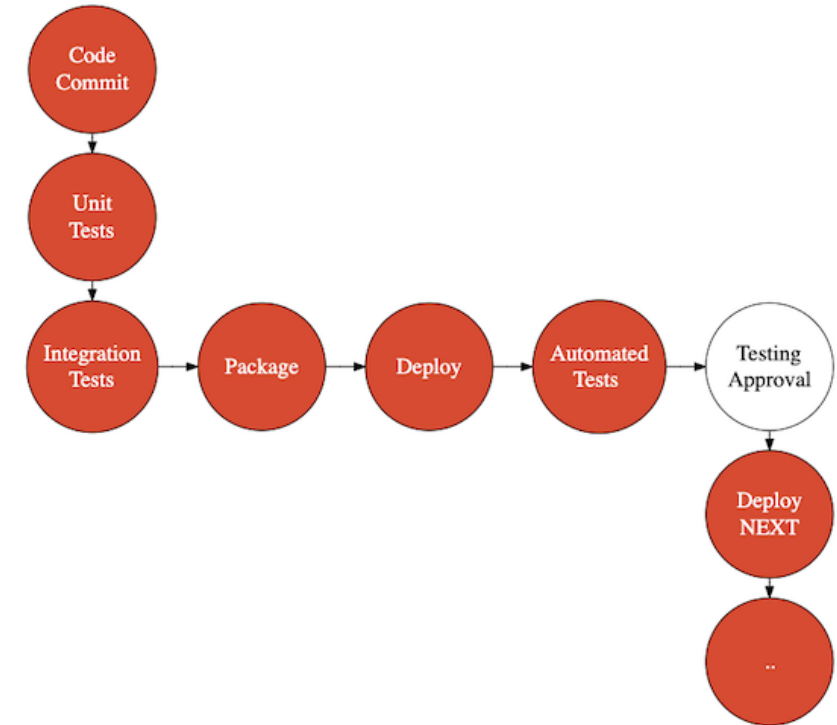 Code
Commit
Unit
Tests
Integration
Tests
Package
Deploy
Automated
Tests
Testing
Approval
Deploy
NEXT
..